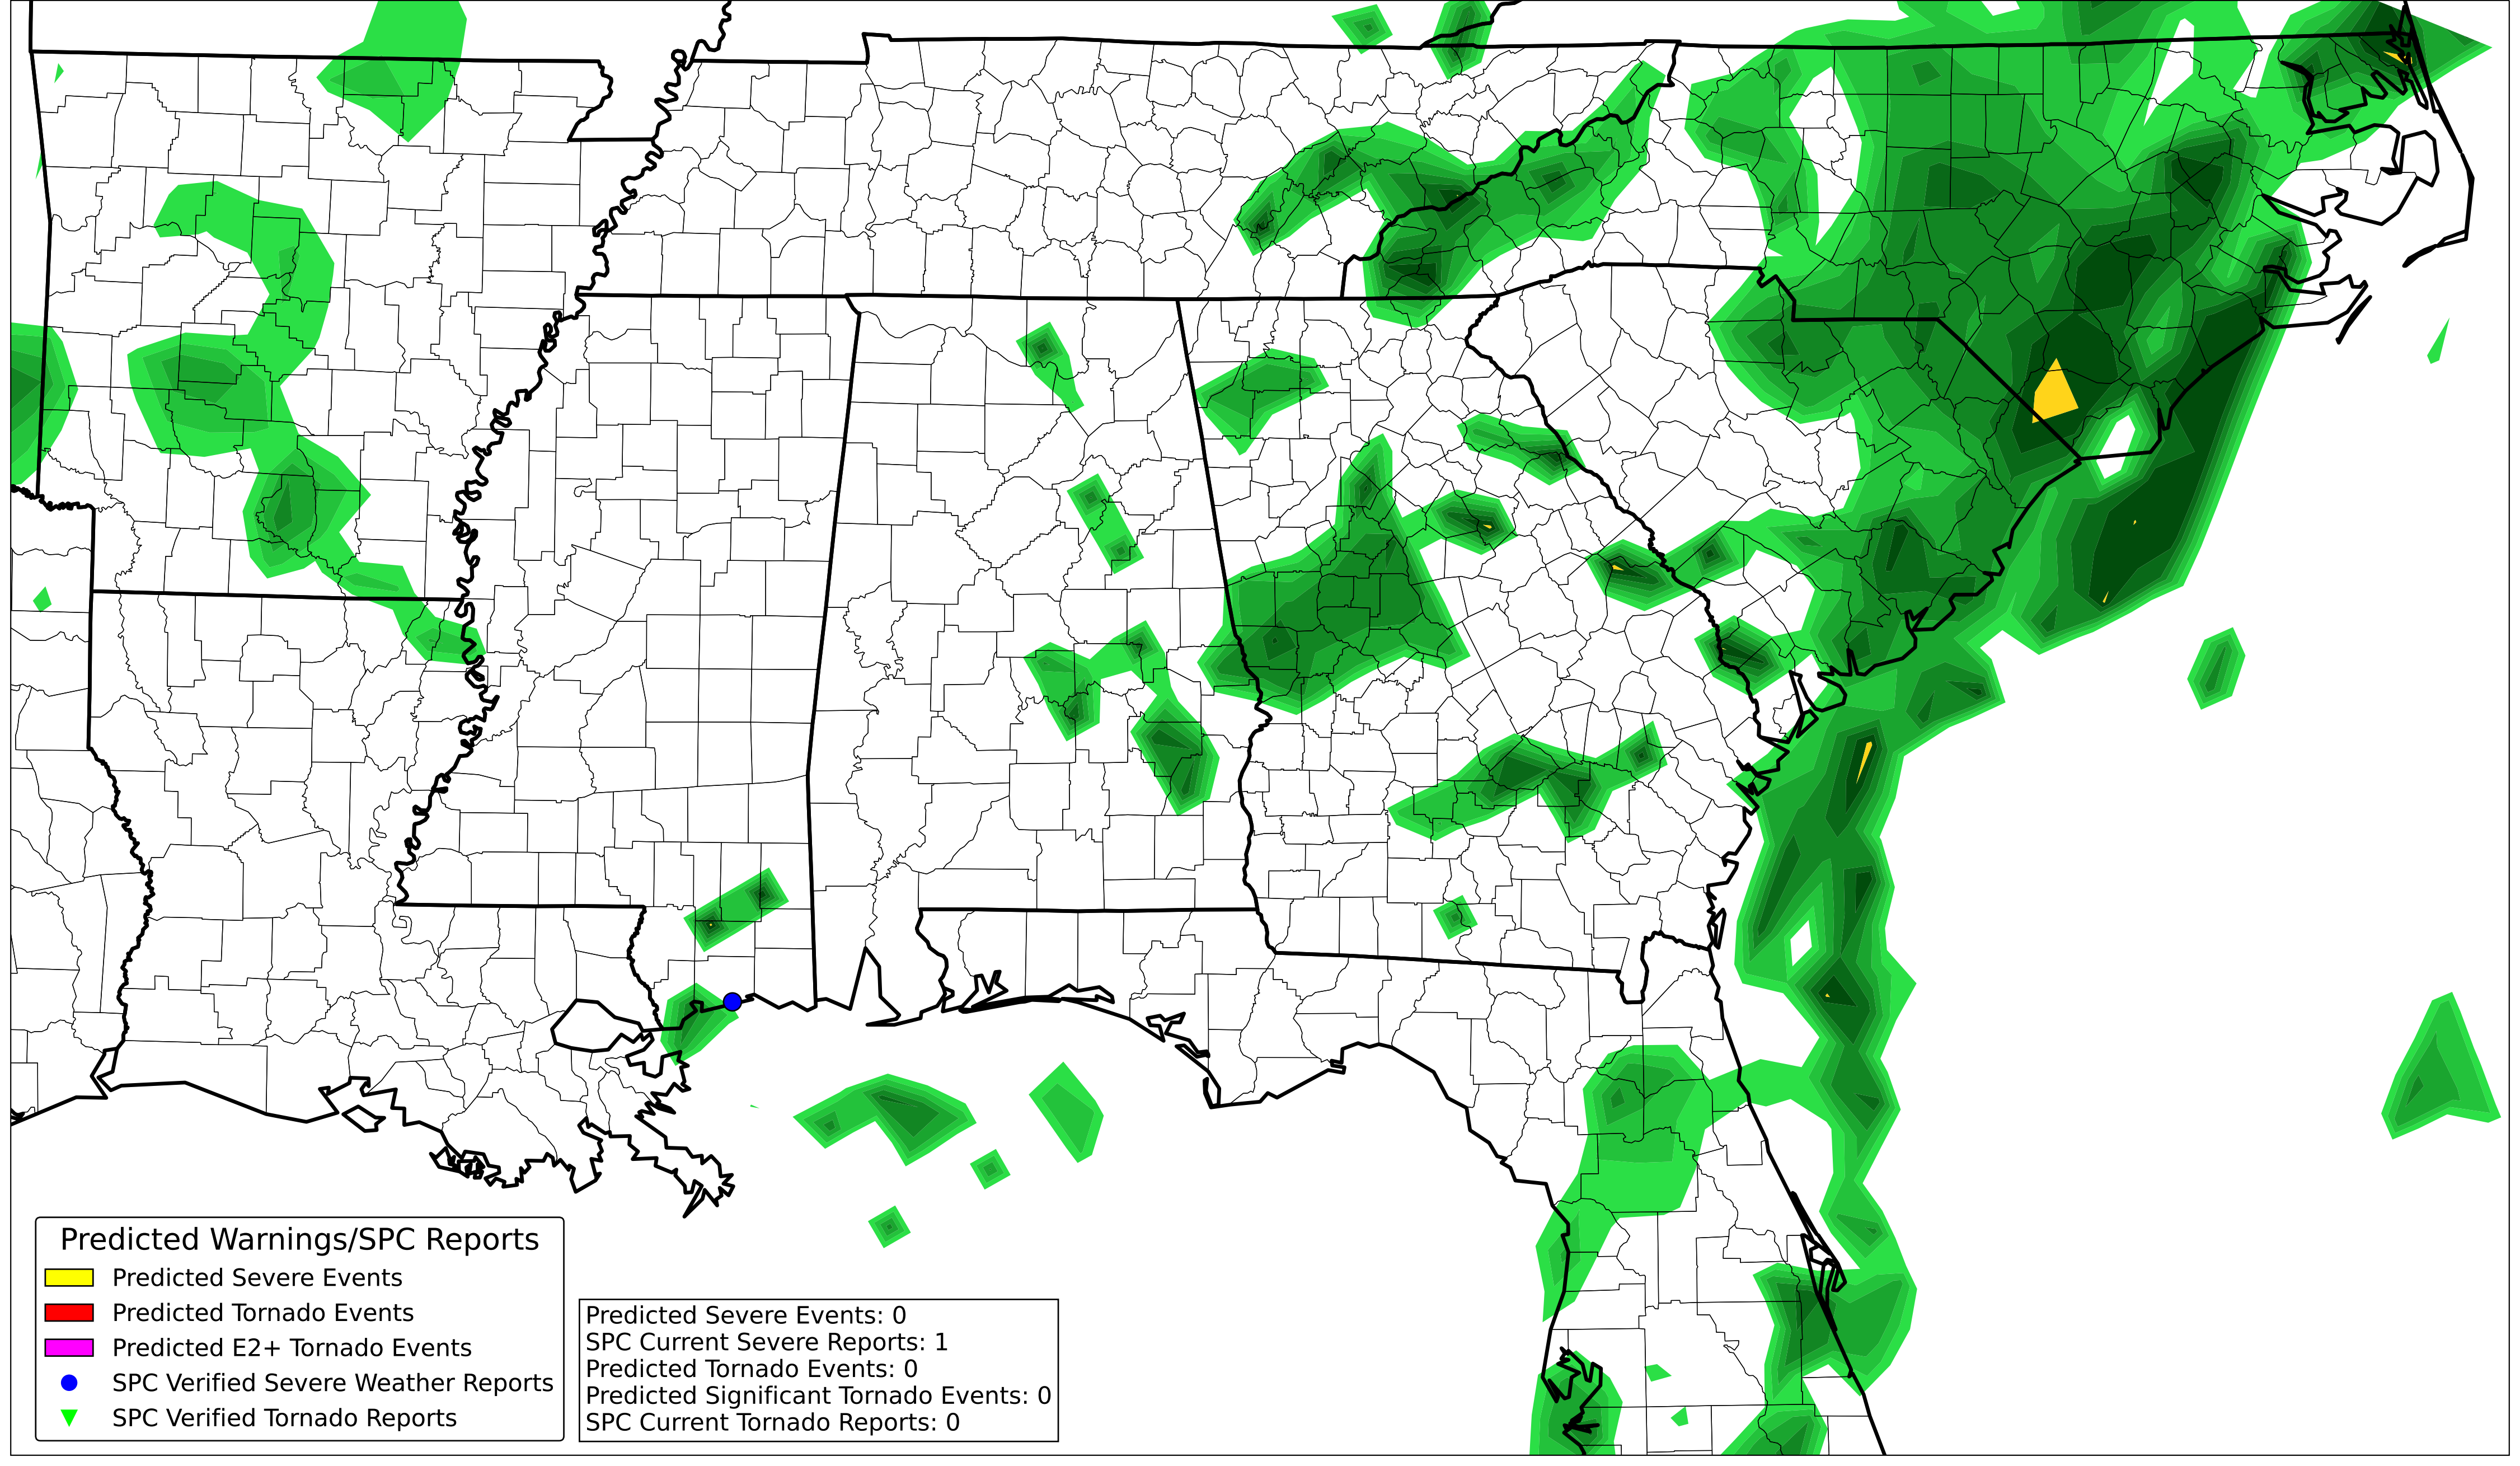 Predicted Warnings/SPC Reports
Predicted Severe Events
Predicted Tornado Events
Predicted E2+ Tornado Events
SPC Verified Severe Weather Reports
SPC Verified Tornado Reports
Predicted Severe Events: 0
SPC Current Severe Reports: 1
Predicted Tornado Events: 0
Predicted Significant Tornado Events: 0
SPC Current Tornado Reports: 0